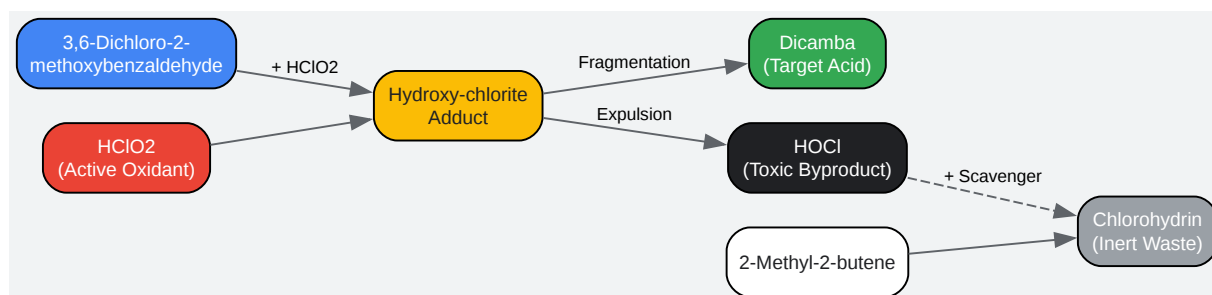 3,6-Dichloro-2-
methoxybenzaldehyde
+ HClO2
HClO2
(Active Oxidant)
Hydroxy-chlorite
Adduct
Fragmentation
Expulsion
Dicamba
(Target Acid)
HOCl
(Toxic Byproduct)
+ Scavenger
2-Methyl-2-butene
Chlorohydrin
(Inert Waste)